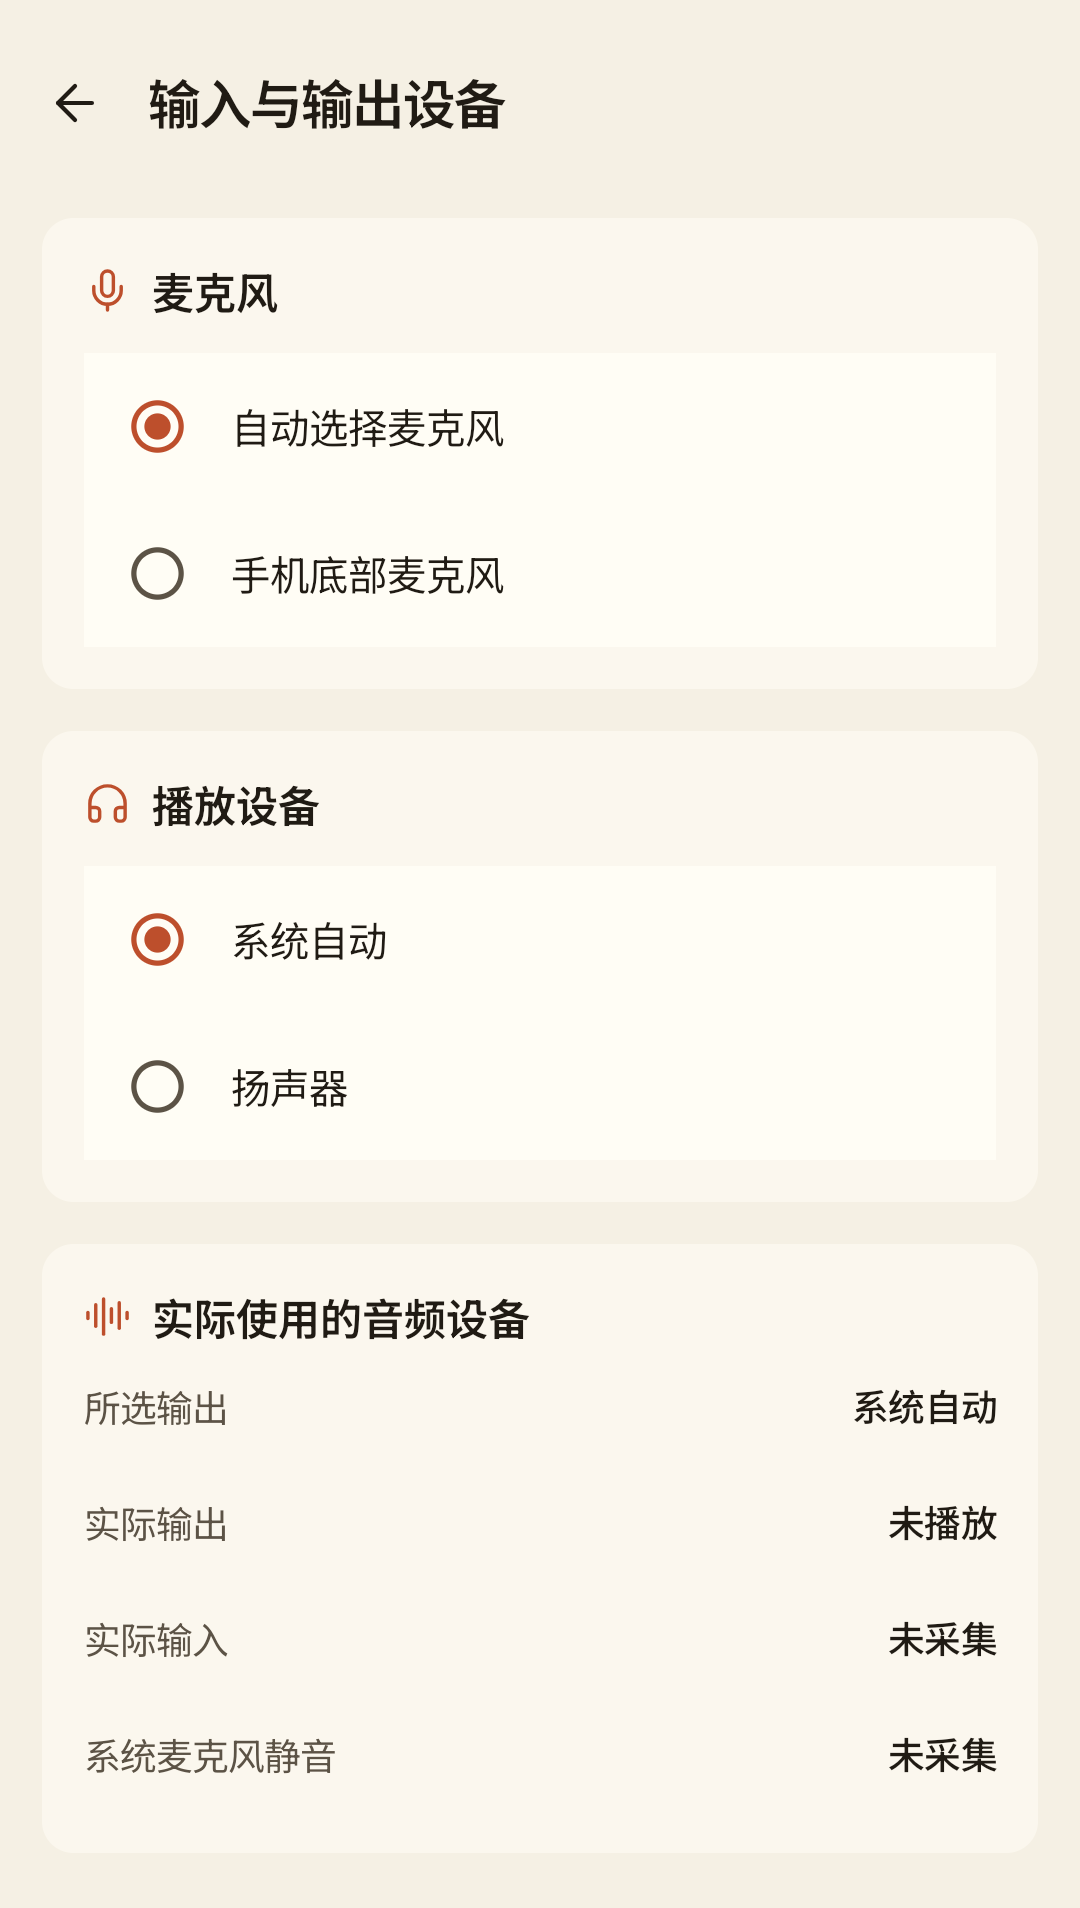 输入与输出设备
麦克风
自动选择麦克风
手机底部麦克风
播放设备
系统自动
扬声器
实际使用的音频设备
所选输出 系统自动
实际输出 未播放
实际输入 未采集
系统麦克风静音 未采集